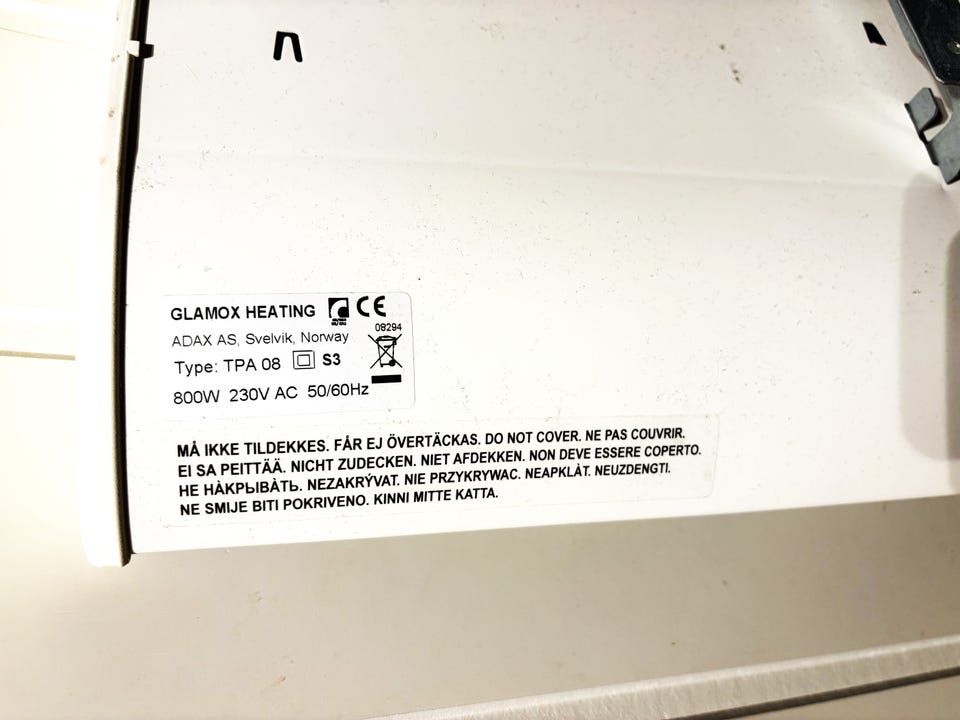 GLAMOX HEATING CE
08294
ADAX AS, Svelvik, Norway
Type: TPA 08 S3
800W 230V AC 50/60Hz
MÅ IKKE TILDEKKES. FÅR EJ ÖVERTÄCKAS. DO NOT COVER. NE PAS COUVRIR.
EI SA PEITTÄÄ. NICHT ZUDECKEN. NIET AFDEKKEN. NON DEVE ESSERE COPERTO.
НЕ НÀКРЫВÀТЬ. NEZAKRÝVAT. NIE PRZYKRYWAC. NEAPKLÀT. NEUZDENGTI.
NE SMIJE BITI POKRIVENO. KINNI MITTE KATTA.